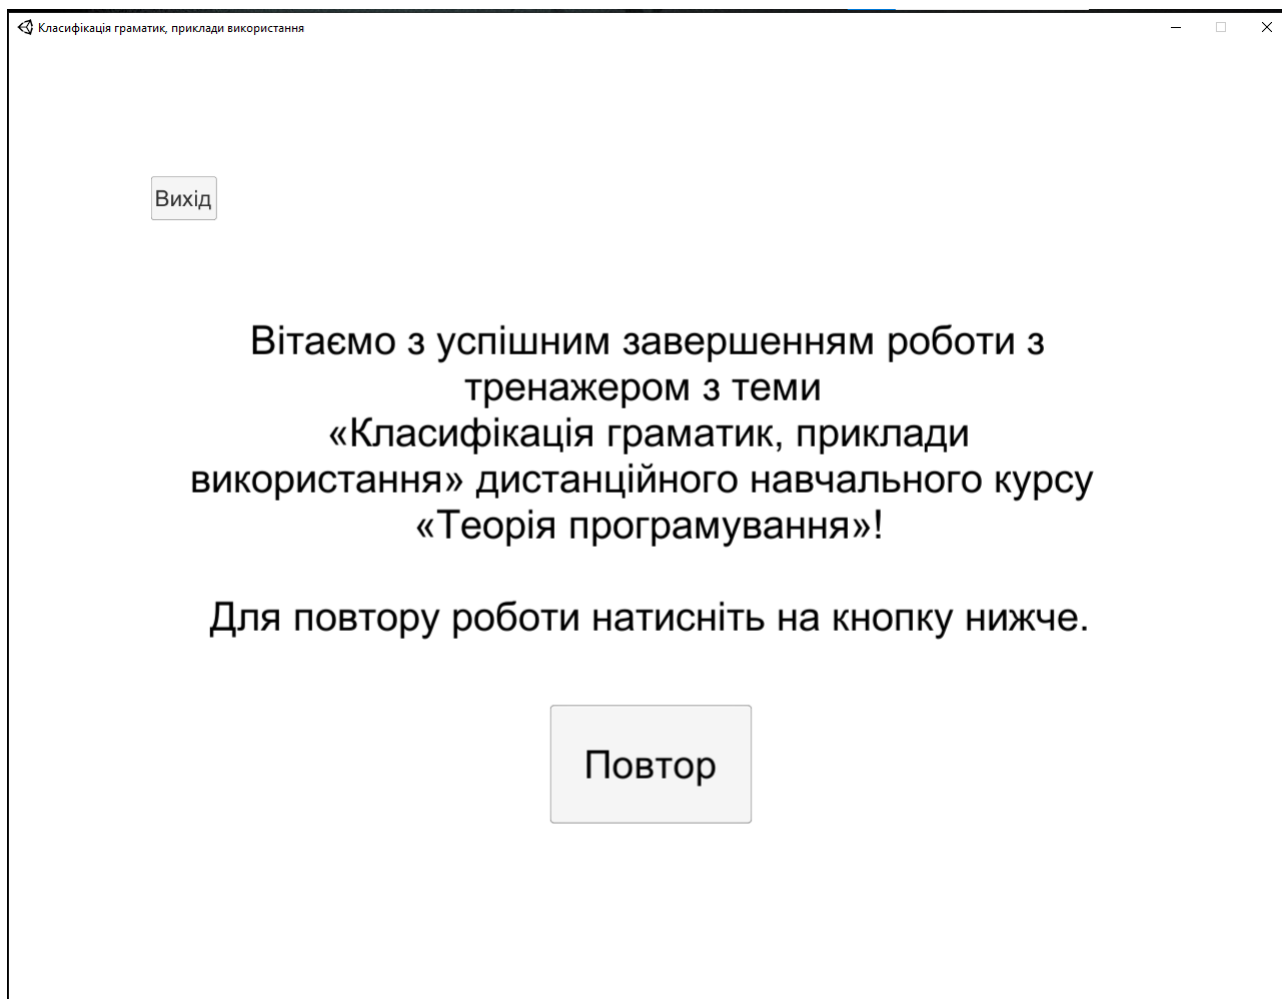 Класифікація граматик, приклади використання
Вихід
Вітаємо з успішним завершенням роботи з
тренажером з теми
«Класифікація граматик, приклади
використання» дистанційного навчального курсу
«Теорія програмування»!
Для повтору роботи натисніть на кнопку нижче.
Повтор